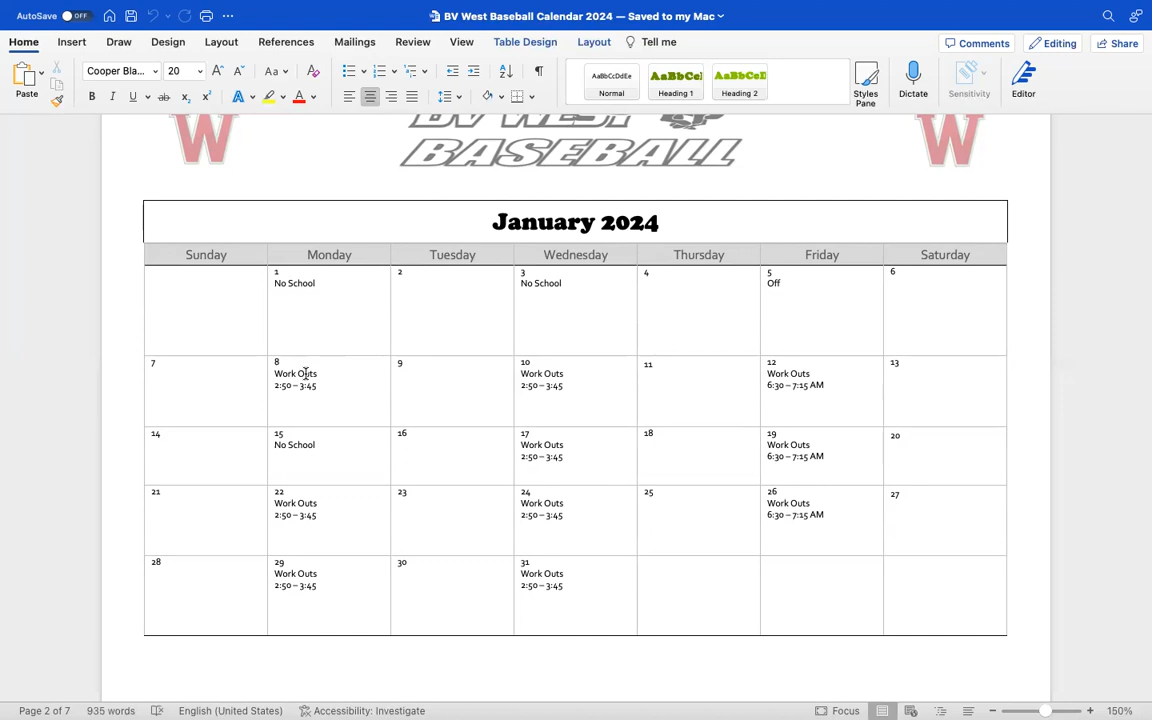 AutoSave OFF BV West Baseball Calendar 2024 — Saved to my Mac
Home Insert Draw Design Layout References Mailings Review View Table Design Layout Tell me Comments Editing Share
Paste Cooper Bla... 20 Aa AaBbCcDdEe Normal AaBbCcI Heading 1 AaBbCcD Heading 2 Styles Pane Dictate Sensitivity Editor
W BV WEST W
BASEBALL
January 2024
Sunday Monday Tuesday Wednesday Thursday Friday Saturday
1 2 3 4 5 6
No School No School Off
7 8 9 10 11 12 13
Work Outs Work Outs Work Outs
2:50 – 3:45 2:50 – 3:45 6:30 – 7:15 AM
14 15 16 17 18 19 20
No School Work Outs Work Outs
2:50 – 3:45 6:30 – 7:15 AM
21 22 23 24 25 26 27
Work Outs Work Outs Work Outs
2:50 – 3:45 2:50 – 3:45 6:30 – 7:15 AM
28 29 30 31
Work Outs Work Outs
2:50 – 3:45 2:50 – 3:45
Page 2 of 7 935 words English (United States) Accessibility: Investigate Focus 150%